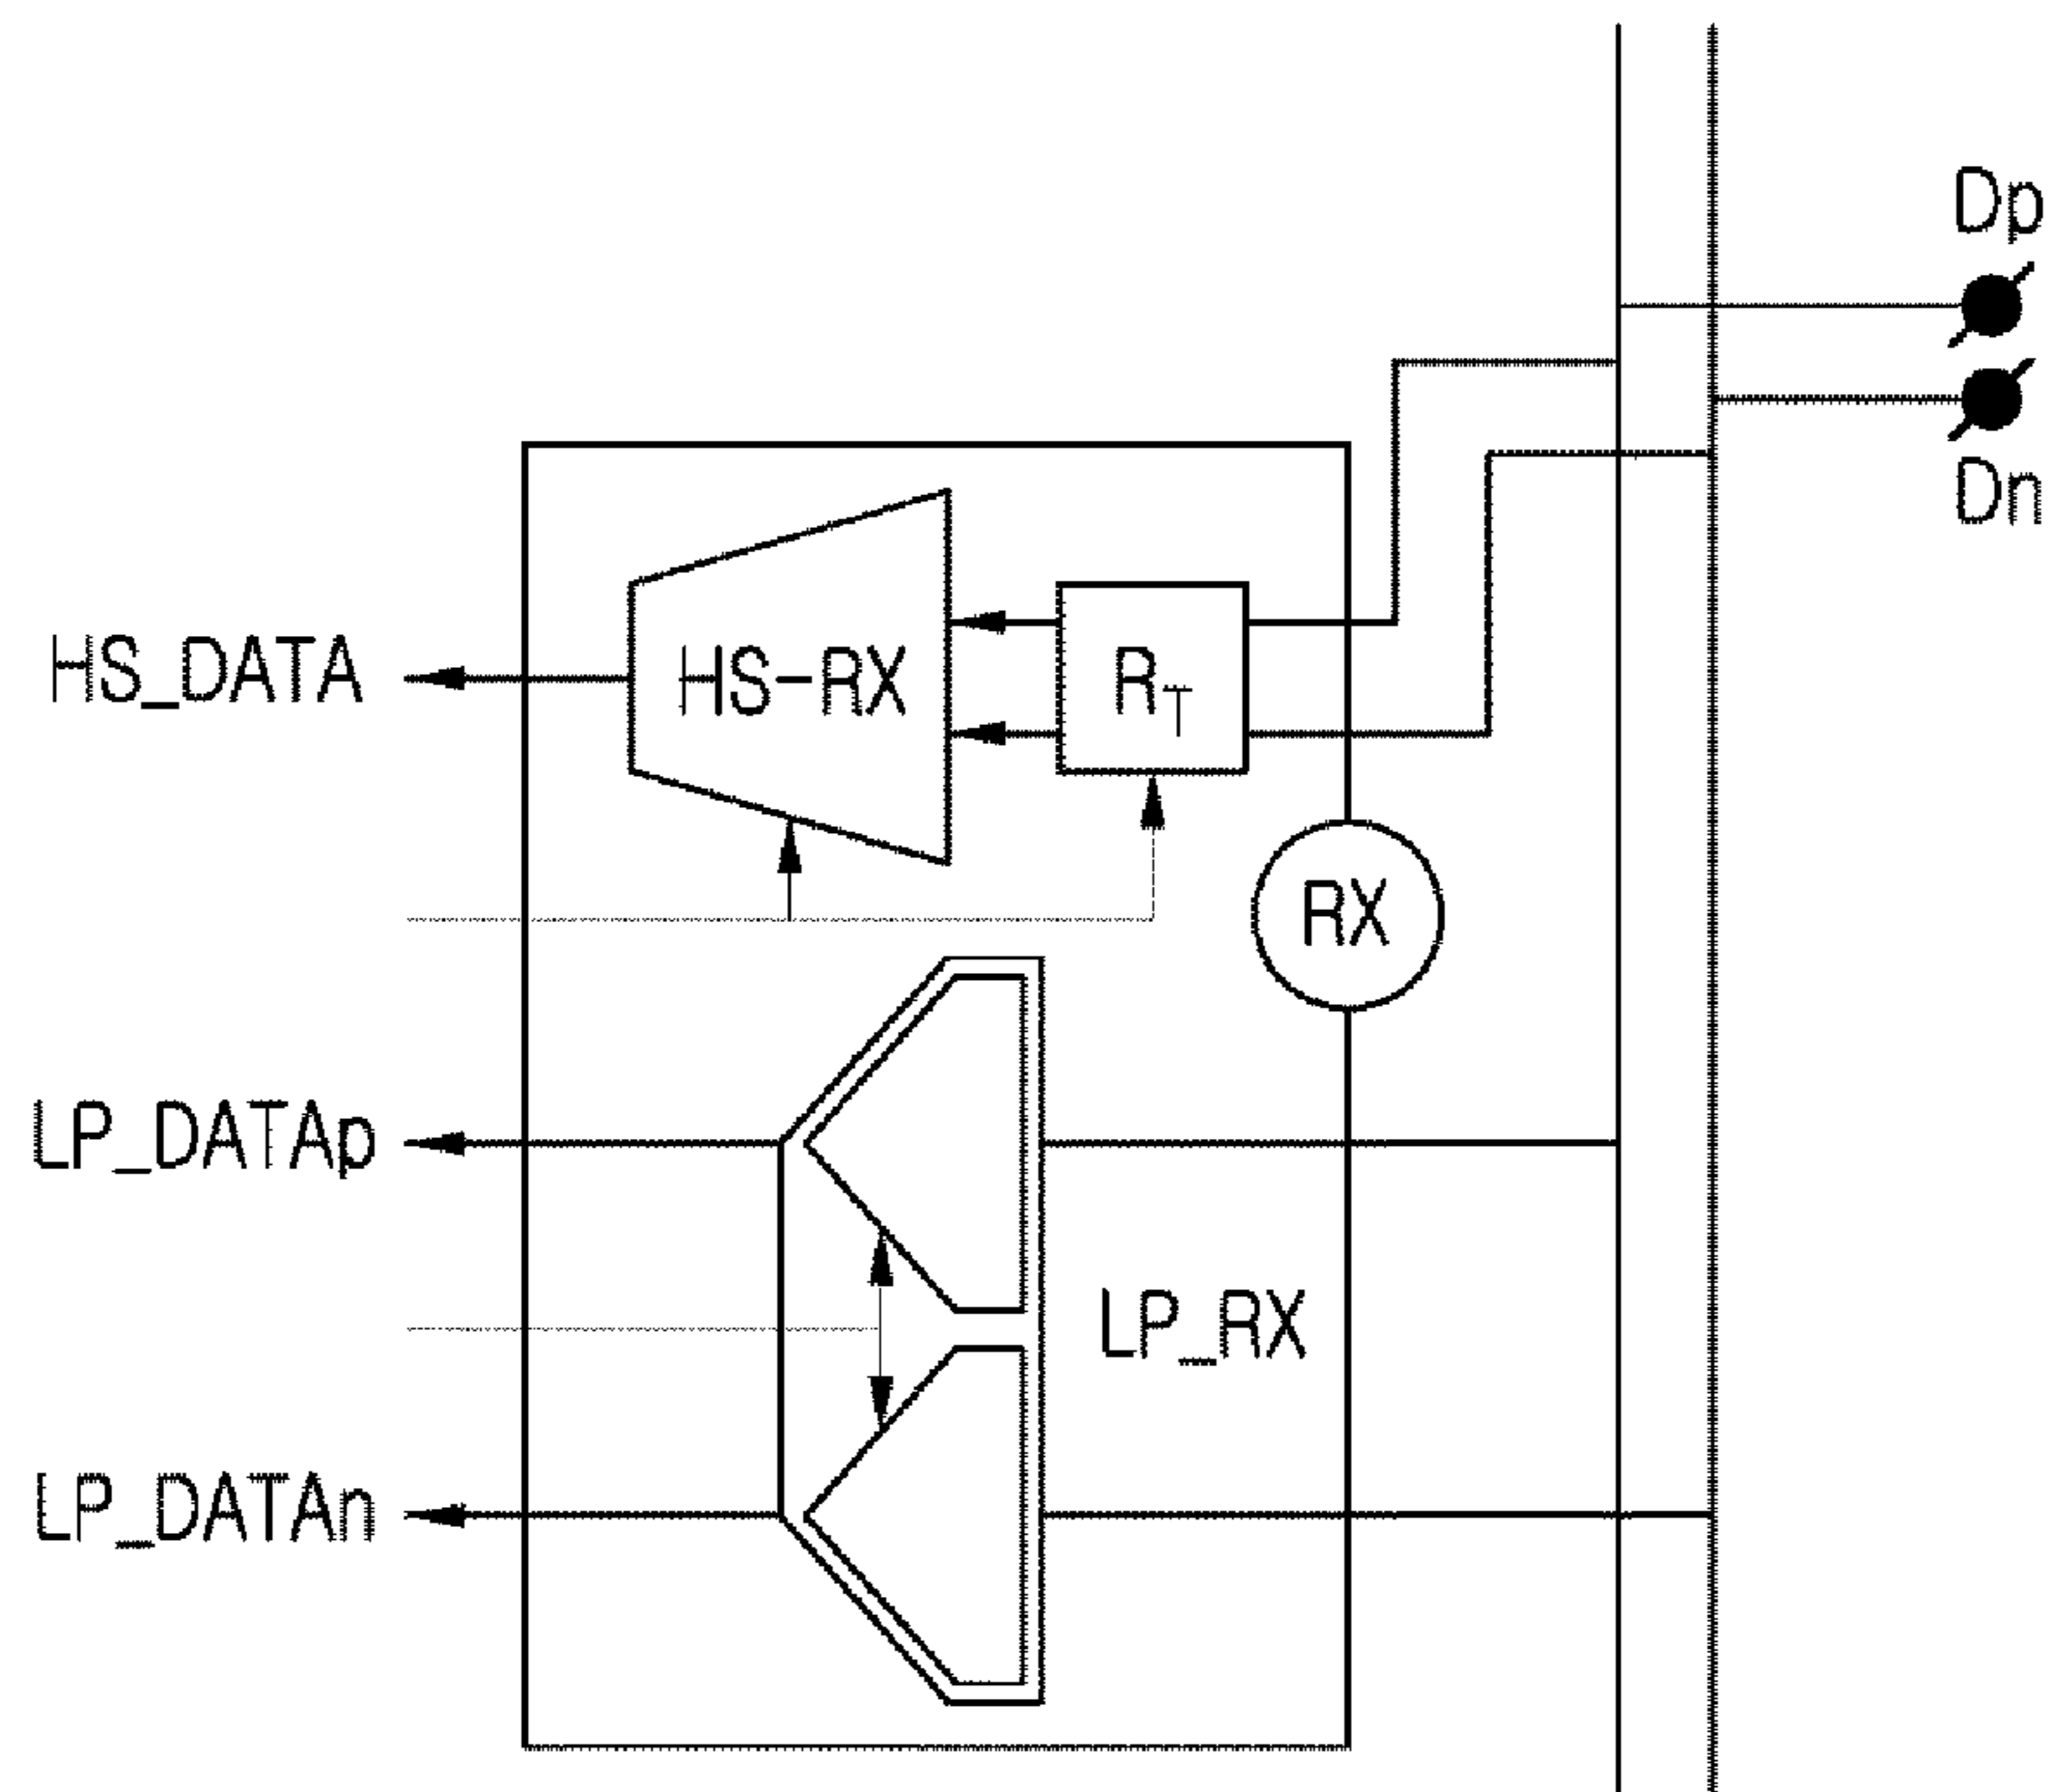 Dp
Dn
HS_DATA
HS-RX
RT
RX
LP_DATAp
LP_RX
LP_DATAn